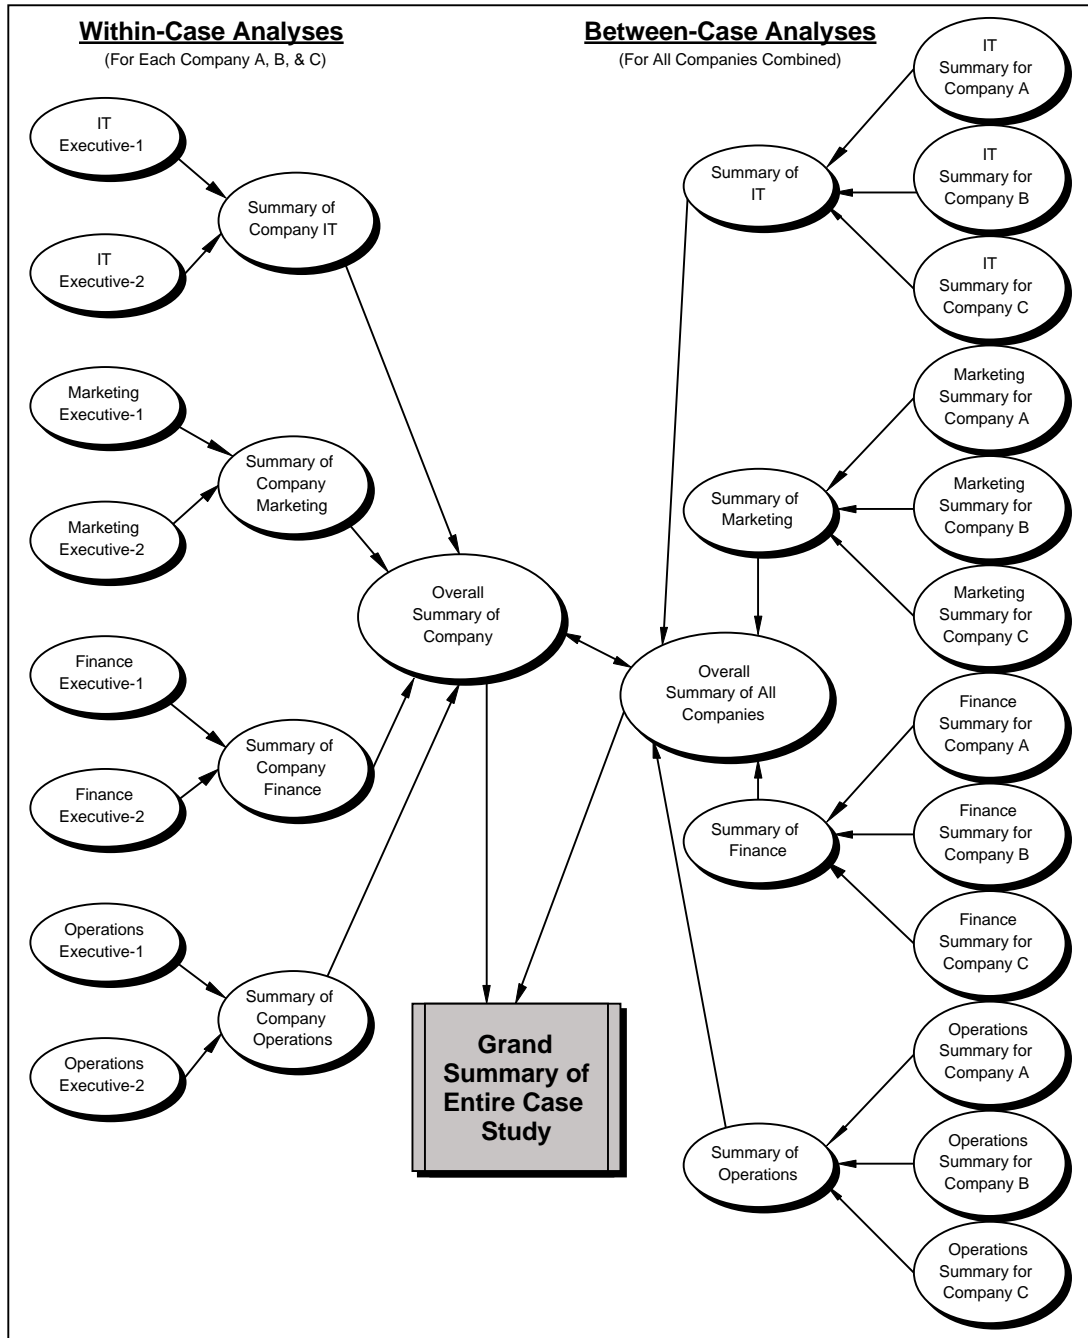 Within-Case Analyses
(For Each Company A, B, & C)
IT
Executive-1
IT
Executive-2
Summary of
Company IT
Marketing
Executive-1
Marketing
Executive-2
Summary of
Company
Marketing
Finance
Executive-1
Finance
Executive-2
Summary of
Company
Finance
Operations
Executive-1
Operations
Executive-2
Summary of
Company
Operations
Overall
Summary of
Company
Grand
Summary of
Entire Case
Study
Between-Case Analyses
(For All Companies Combined)
Summary of
IT
IT
Summary for
Company A
IT
Summary for
Company B
IT
Summary for
Company C
Summary of
Marketing
Marketing
Summary for
Company A
Marketing
Summary for
Company B
Marketing
Summary for
Company C
Overall
Summary of All
Companies
Summary of
Finance
Finance
Summary for
Company A
Finance
Summary for
Company B
Finance
Summary for
Company C
Summary of
Operations
Operations
Summary for
Company A
Operations
Summary for
Company B
Operations
Summary for
Company C